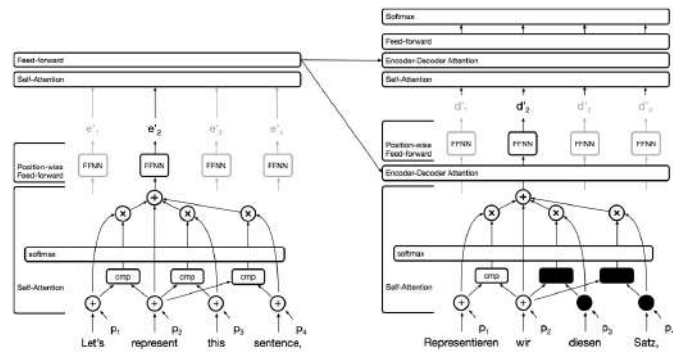 Softmax
Feed-forward
Encoder-Decoder Attention
Self-Attention
d'₁ d'₂ d'₃ d'₄
FFNN FFNN FFNN FFNN
Position-wise
Feed-forward
Encoder-Decoder Attention
softmax
cmp
Self-Attention
p₁ p₂ p₃
Representieren wir diesen Satz,
Feed-forward
Self-Attention
e'₁ e'₂ e'₃ e'₄
FFNN FFNN FFNN FFNN
Position-wise
Feed-forward
softmax
cmp cmp cmp
Self-Attention
p₁ p₂ p₃ p₄
Let's represent this sentence,